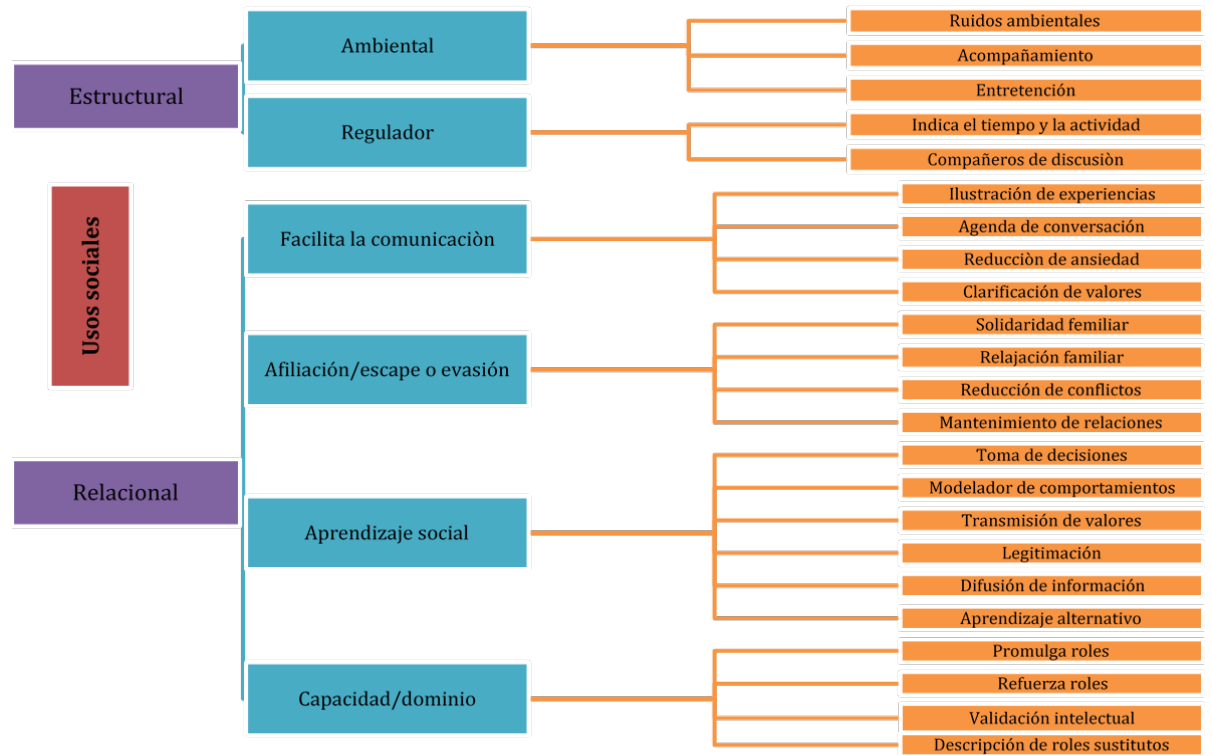 Usos sociales
Estructural
Ambiental
Ruidos ambientales
Acompañamiento
Entretención
Regulador
Indica el tiempo y la actividad
Compañeros de discusiòn
Relacional
Facilita la comunicaciòn
Ilustración de experiencias
Agenda de conversación
Reducciòn de ansiedad
Clarificación de valores
Afiliación/escape o evasión
Solidaridad femiliar
Relajación familiar
Reducción de conflictos
Mantenimiento de relaciones
Aprendizaje social
Toma de decisiones
Modelador de comportamientos
Transmisión de valores
Legitimación
Difusión de información
Aprendizaje alternativo
Capacidad/dominio
Promulga roles
Refuerza roles
Validación intelectual
Descripción de roles sustitutos